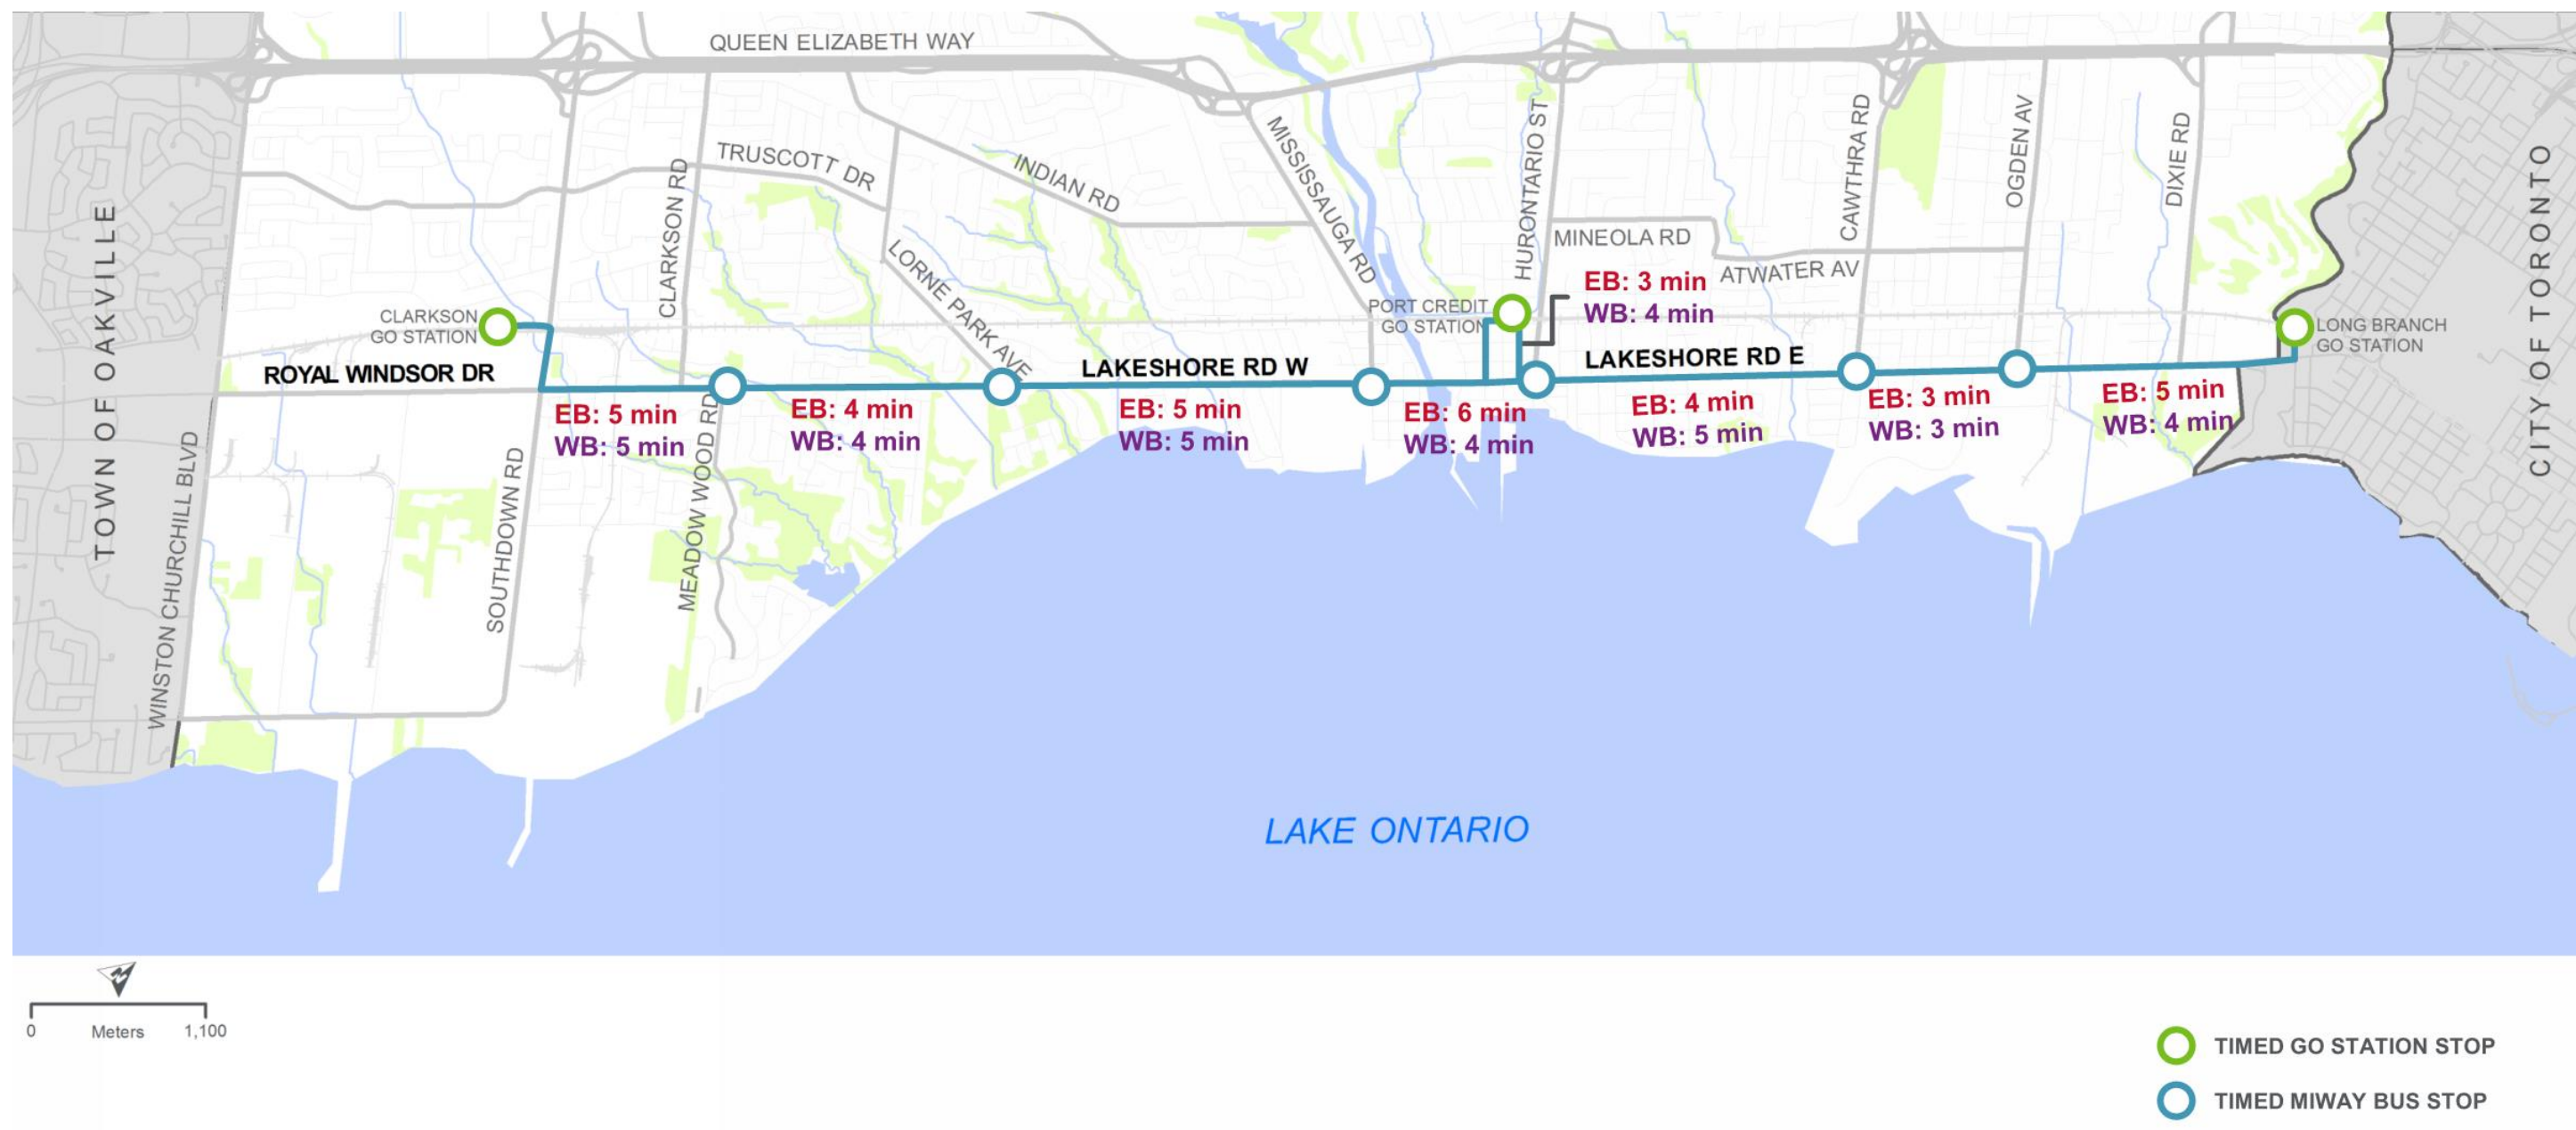 QUEEN ELIZABETH WAY
TOWN OF OAKVILLE
CITY OF TORONTO
WINSTON CHURCHILL BLVD
SOUTHDOWN RD
CLARKSON RD
MEADOW WOOD RD
TRUSCOTT DR
INDIAN RD
LORNE PARK AVE
MISSISSAUGA RD
HURONTARIO ST
MINEOLA RD
ATWATER AV
CAWTHRA RD
OGDEN AV
DIXIE RD
CLARKSON
GO STATION
PORT CREDIT
GO STATION
LONG BRANCH
GO STATION
ROYAL WINDSOR DR
LAKESHORE RD W
LAKESHORE RD E
EB: 5 min
WB: 5 min
EB: 4 min
WB: 4 min
EB: 5 min
WB: 5 min
EB: 6 min
WB: 4 min
EB: 3 min
WB: 4 min
EB: 4 min
WB: 5 min
EB: 3 min
WB: 3 min
EB: 5 min
WB: 4 min
LAKE ONTARIO
N
0 Meters 1,100
TIMED GO STATION STOP
TIMED MIWAY BUS STOP